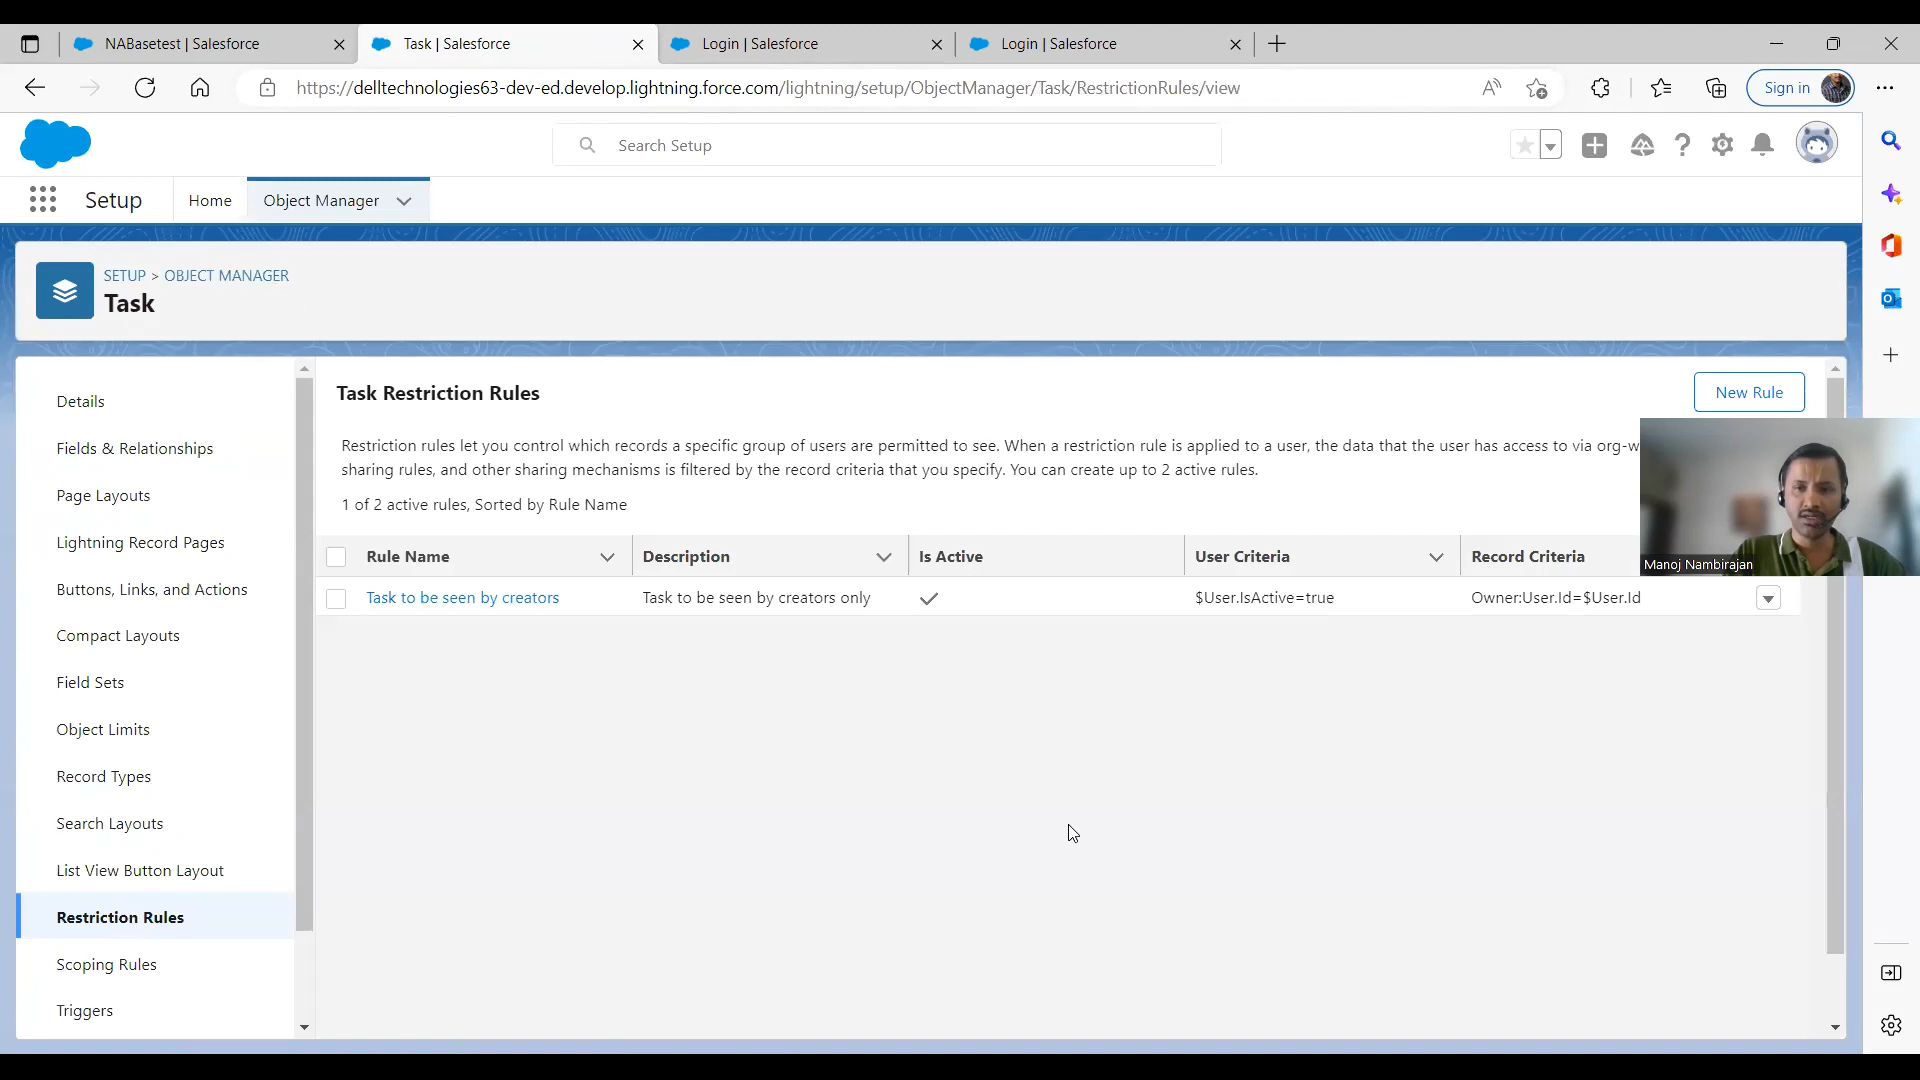 NABasetest | Salesforce
Task | Salesforce
Login | Salesforce
Login | Salesforce
https://delltechnologies63-dev-ed.develop.lightning.force.com/lightning/setup/ObjectManager/Task/RestrictionRules/view
Sign in
Search Setup
Setup
Home
Object Manager
SETUP > OBJECT MANAGER
Task
Details
Fields & Relationships
Page Layouts
Lightning Record Pages
Buttons, Links, and Actions
Compact Layouts
Field Sets
Object Limits
Record Types
Search Layouts
List View Button Layout
Restriction Rules
Scoping Rules
Triggers
Task Restriction Rules
New Rule
Restriction rules let you control which records a specific group of users are permitted to see. When a restriction rule is applied to a user, the data that the user has access to via org-w
sharing rules, and other sharing mechanisms is filtered by the record criteria that you specify. You can create up to 2 active rules.
1 of 2 active rules, Sorted by Rule Name
Rule Name Description Is Active User Criteria Record Criteria
Task to be seen by creators Task to be seen by creators only $User.IsActive=true Owner:User.Id=$User.Id
Manoj Nambirajan